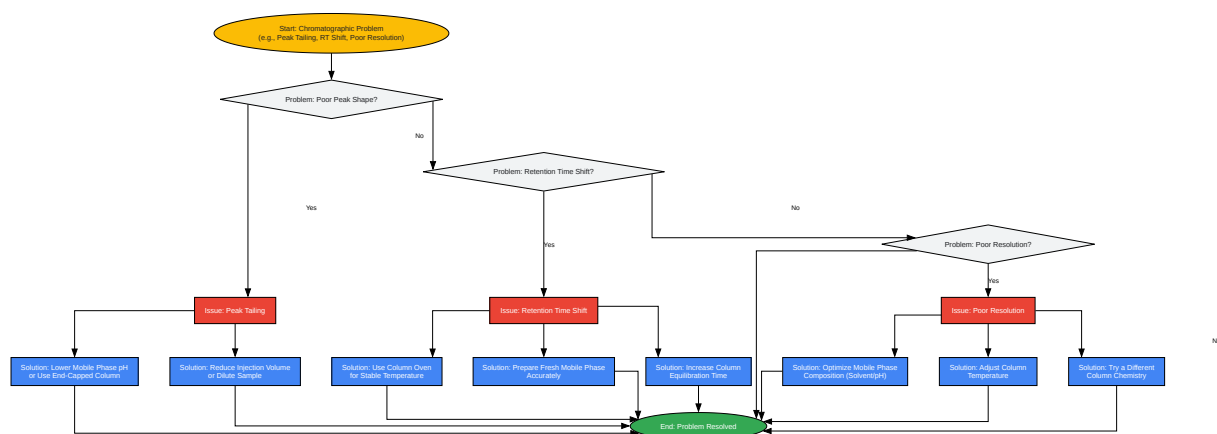 Start: Chromatographic Problem
(e.g., Peak Tailing, RT Shift, Poor Resolution)
Problem: Poor Peak Shape?
No
Problem: Retention Time Shift?
Yes
No
Problem: Poor Resolution?
Yes
Yes
Issue: Peak Tailing
Issue: Retention Time Shift
Issue: Poor Resolution
N
Solution: Lower Mobile Phase pH
or Use End-Capped Column
Solution: Reduce Injection Volume
or Dilute Sample
Solution: Use Column Oven
for Stable Temperature
Solution: Prepare Fresh Mobile Phase
Accurately
Solution: Increase Column
Equilibration Time
Solution: Optimize Mobile Phase
Composition (Solvent/pH)
Solution: Adjust Column
Temperature
Solution: Try a Different
Column Chemistry
End: Problem Resolved